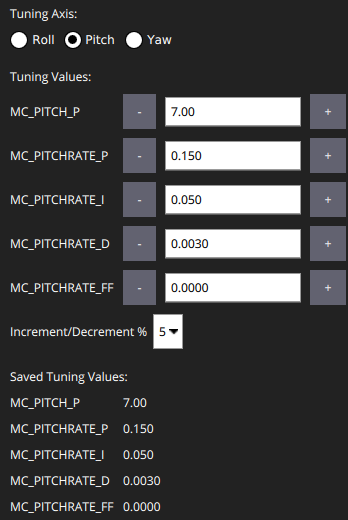 Tuning Axis:
Roll Pitch Yaw
Tuning Values:
MC_PITCH_P - 7.00 +
MC_PITCHRATE_P - 0.150 +
MC_PITCHRATE_I - 0.050 +
MC_PITCHRATE_D - 0.0030 +
MC_PITCHRATE_FF - 0.0000 +
Increment/Decrement % 5
Saved Tuning Values:
MC_PITCH_P 7.00
MC_PITCHRATE_P 0.150
MC_PITCHRATE_I 0.050
MC_PITCHRATE_D 0.0030
MC_PITCHRATE_FF 0.0000